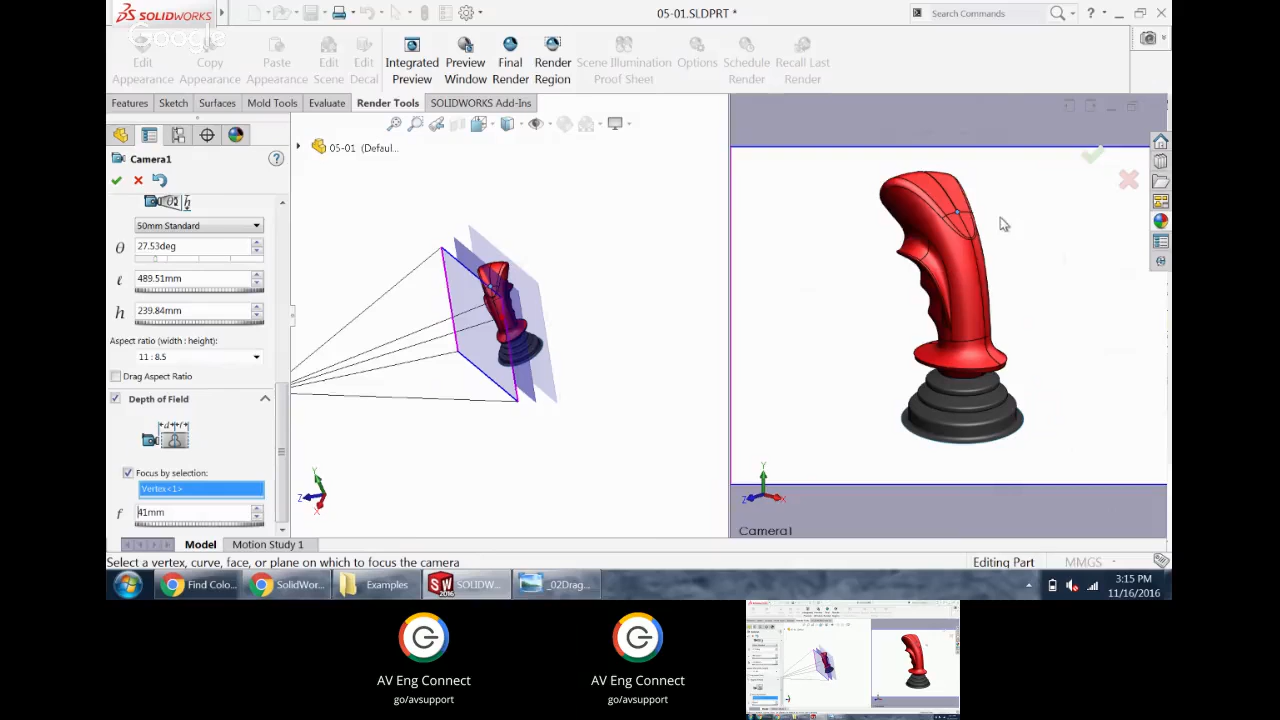 SOLIDWORKS
Google
05-01.SLDPRT *
Search Commands
Edit Appearance
Copy Appearance
Paste Appearance
Edit Scene
Edit Decal
Integrated Preview
Preview Window
Final Render
Render Region
Scene Illumination Proof Sheet
Options
Schedule Render
Recall Last Render
Features
Sketch
Surfaces
Mold Tools
Evaluate
Render Tools
SOLIDWORKS Add-Ins
Camera1
?
05-01 (Defaul...
50mm Standard
θ 27.53deg
ℓ 489.51mm
h 239.84mm
Aspect ratio (width : height):
11 : 8.5
Drag Aspect Ratio
Depth of Field
d f
Focus by selection:
Vertex<1>
f 41mm
Y
Z
X
Y
Z
X
Camera1
Model
Motion Study 1
Select a vertex, curve, face, or plane on which to focus the camera
Editing Part
MMGS
Find Colo...
SolidWor...
Examples
SW 2016
SOLIDW...
_02Drag...
3:15 PM
11/16/2016
AV Eng Connect
go/avsupport
AV Eng Connect
go/avsupport